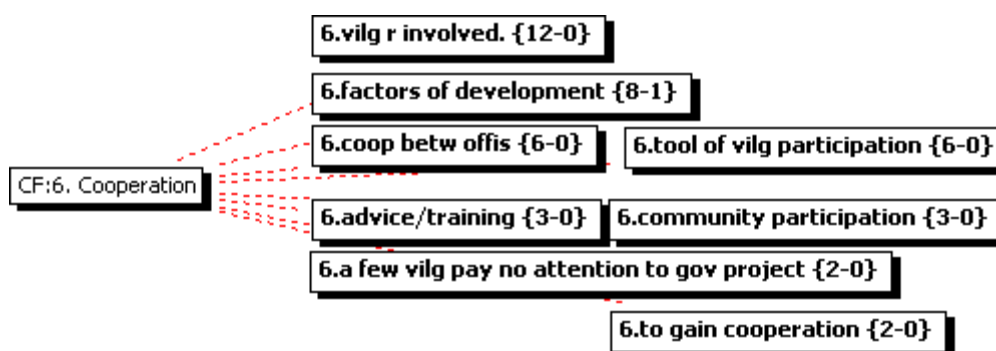 6.vilg r involved. {12-0}
6.factors of development {8-1}
6.coop betw offis {6-0}
6.tool of vilg participation {6-0}
CF:6. Cooperation
6.advice/training {3-0}
6.community participation {3-0}
6.a few vilg pay no attention to gov project {2-0}
6.to gain cooperation {2-0}